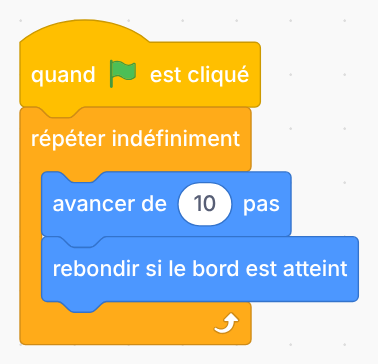 quand est cliqué
répéter indéfiniment
avancer de 10 pas
rebondir si le bord est atteint